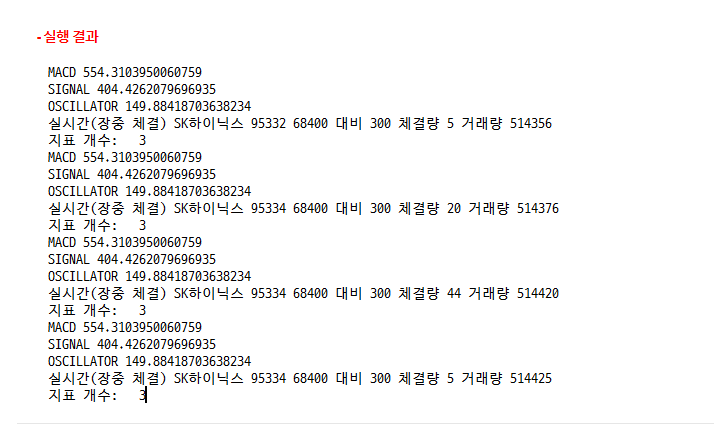 - 실행 결과
MACD 554.3103950060759
SIGNAL 404.4262079696935
OSCILLATOR 149.88418703638234
실시간(장중 체결) SK하이닉스 95332 68400 대비 300 체결량 5 거래량 514356
지표 개수: 3
MACD 554.3103950060759
SIGNAL 404.4262079696935
OSCILLATOR 149.88418703638234
실시간(장중 체결) SK하이닉스 95334 68400 대비 300 체결량 20 거래량 514376
지표 개수: 3
MACD 554.3103950060759
SIGNAL 404.4262079696935
OSCILLATOR 149.88418703638234
실시간(장중 체결) SK하이닉스 95334 68400 대비 300 체결량 44 거래량 514420
지표 개수: 3
MACD 554.3103950060759
SIGNAL 404.4262079696935
OSCILLATOR 149.88418703638234
실시간(장중 체결) SK하이닉스 95334 68400 대비 300 체결량 5 거래량 514425
지표 개수: 3